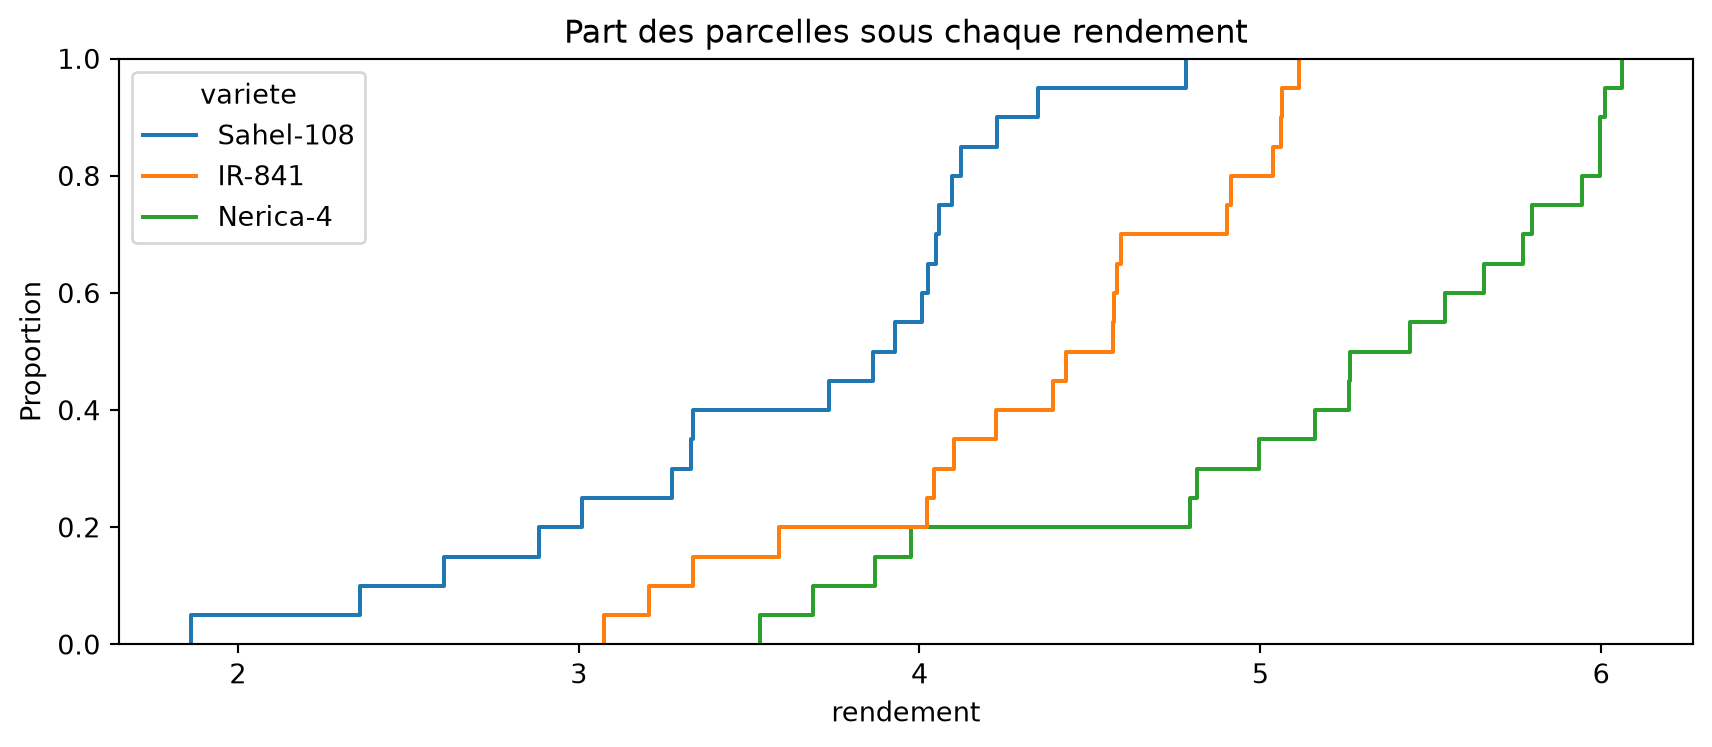 Part des parcelles sous chaque rendement
variete
Sahel-108
IR-841
Nerica-4
Proportion
1.0
0.8
0.6
0.4
0.2
0.0
2 3 4 5 6
rendement